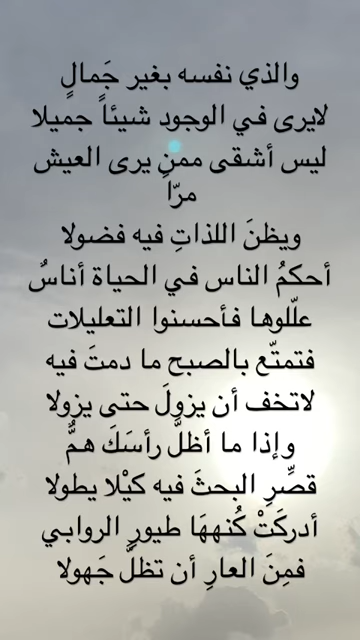 والذي نفسه بغير جَمالٍ
لايرى في الوجود شيئاً جميلا
ليس أشقى ممنِ يرى العيش
مرّا
ويظنَ اللذاتِ فيه فضولا
أحكمُ الناس في الحياة أناسُ
علّلوها فأحسنوا التعليلات
فتمتّع بالصبح ما دمتَ فيه
لاتخف أن يزولَ حتى يزولا
وإذا ما أظلَّ رأسَكَ همٌّ
قصِّرِ البحثَ فيه كيْلا يطولا
أدركَتْ كُنههَا طيورِ الروابي
فمِنَ العارِ أن تظلَّ جَهولا